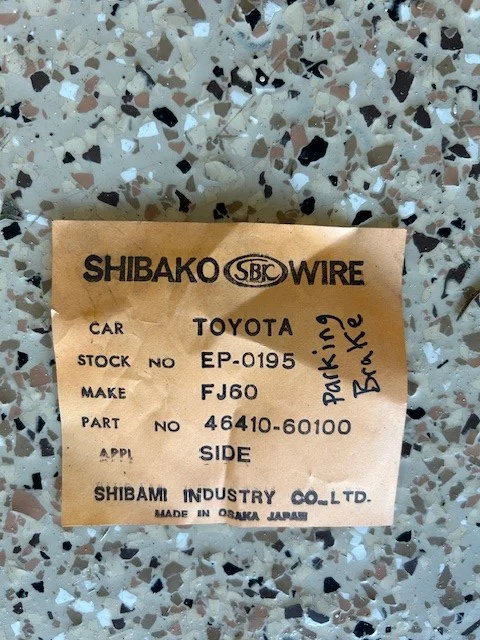 SHIBAKO SBIC WIRE
CAR TOYOTA
STOCK NO EP-0195
MAKE FJ60
PART NO 46410-60100
APPL SIDE
SHIBAMI INDUSTRY CO.,LTD.
MADE IN OSAKA JAPAN
Parking
Brake